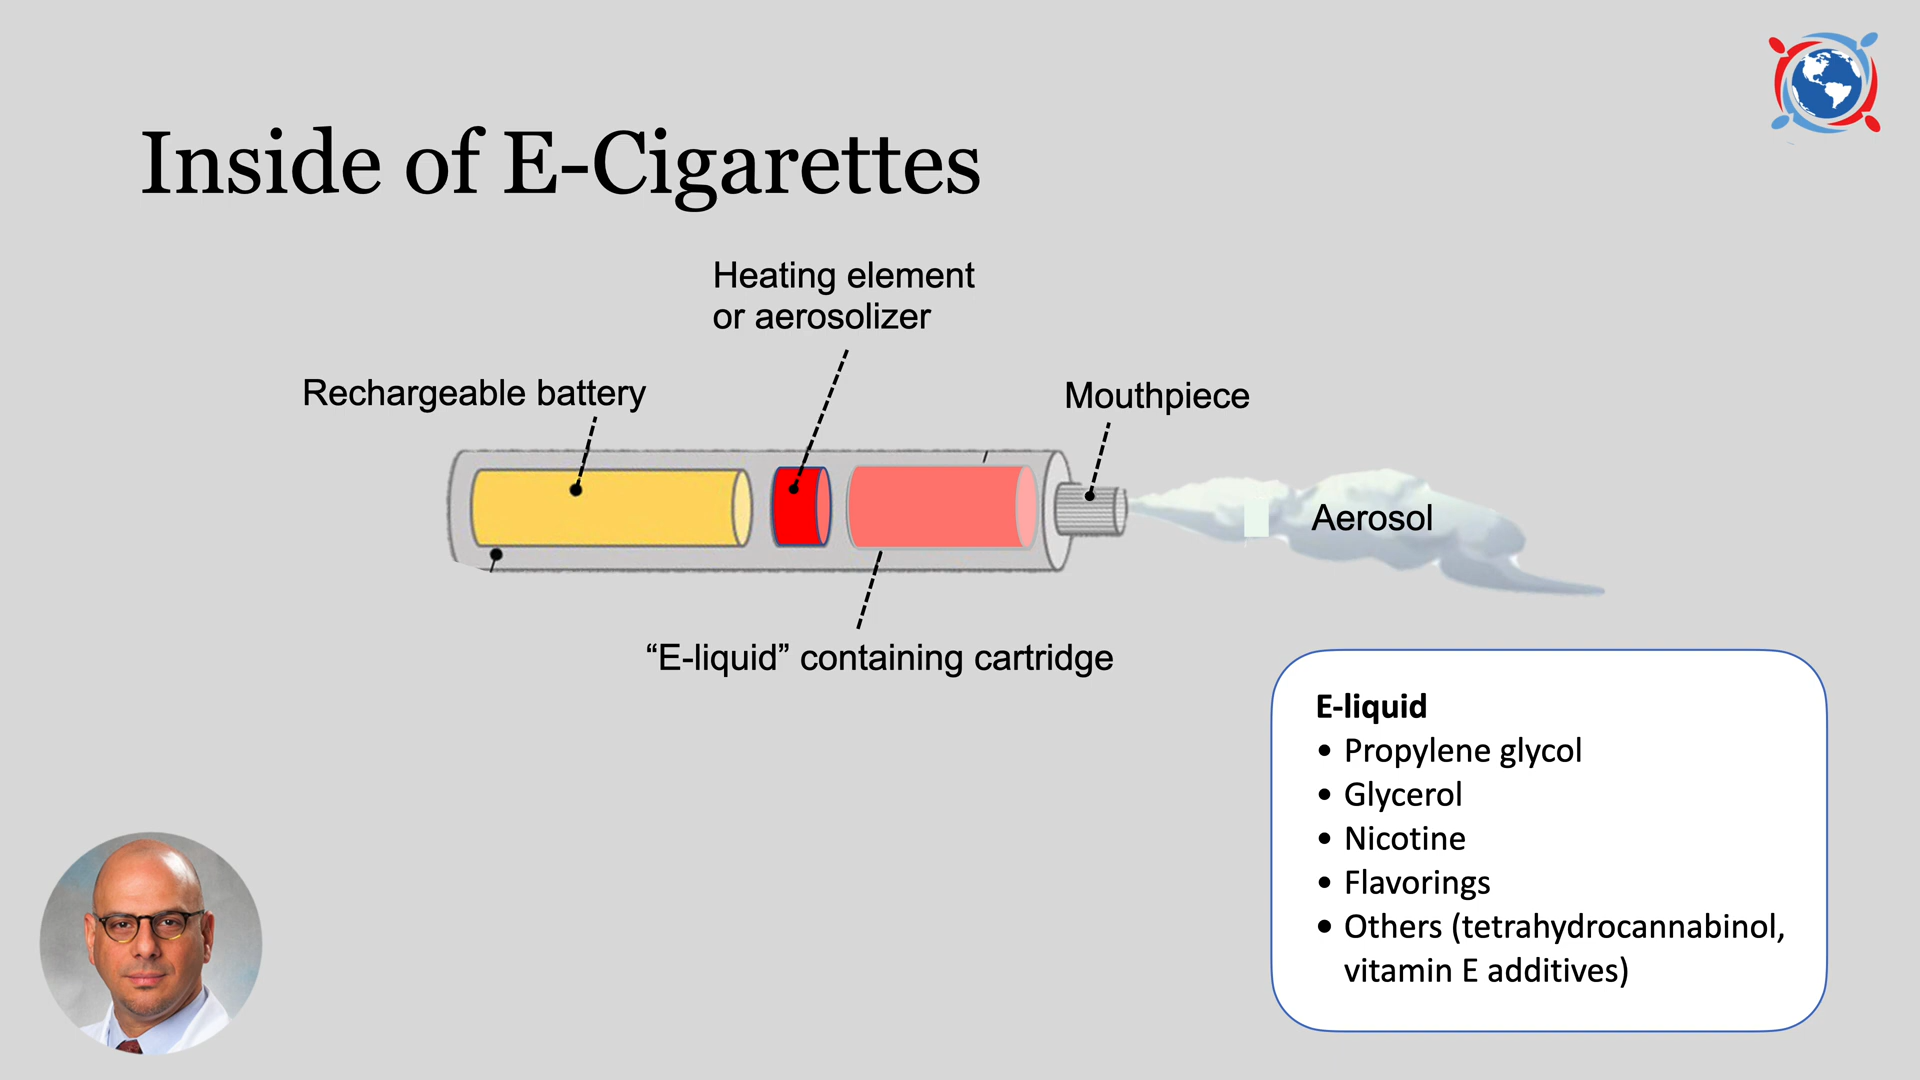 Inside of E-Cigarettes
Heating element
or aerosolizer
Rechargeable battery
Mouthpiece
Aerosol
“E-liquid” containing cartridge
E-liquid
• Propylene glycol
• Glycerol
• Nicotine
• Flavorings
• Others (tetrahydrocannabinol,
vitamin E additives)